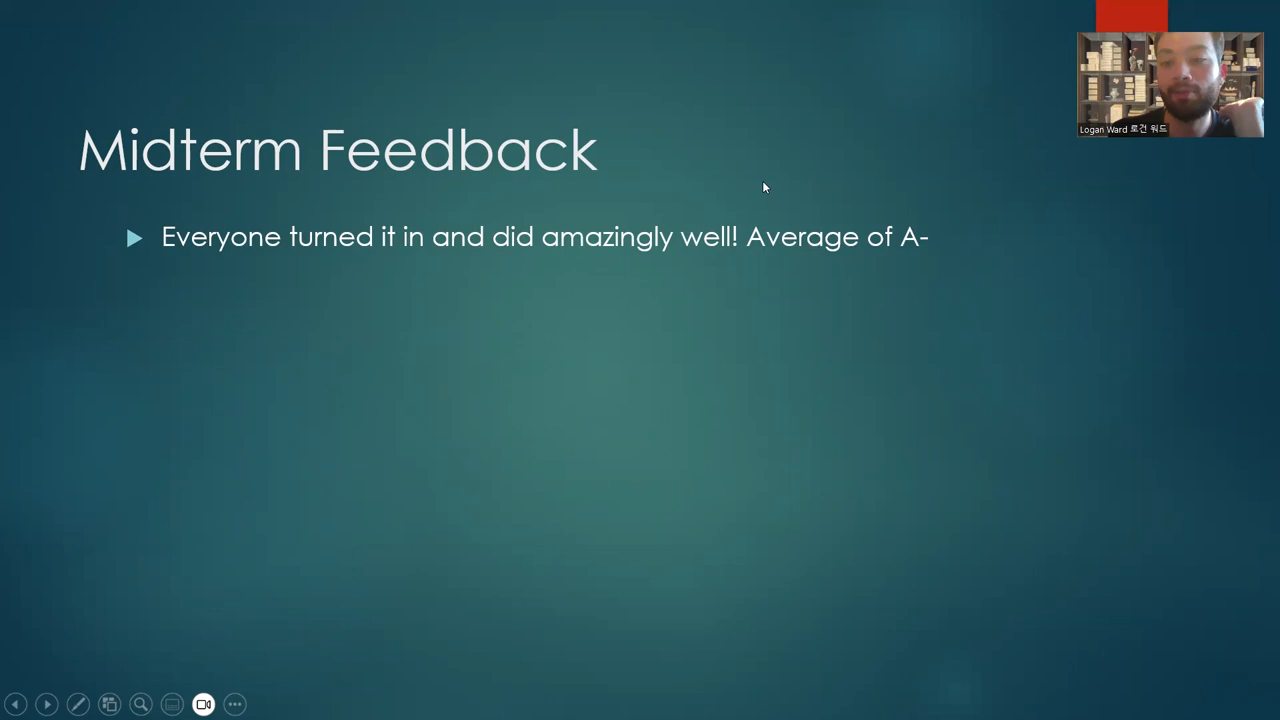 Midterm Feedback
Everyone turned it in and did amazingly well! Average of A-
Logan Ward 로건 워드